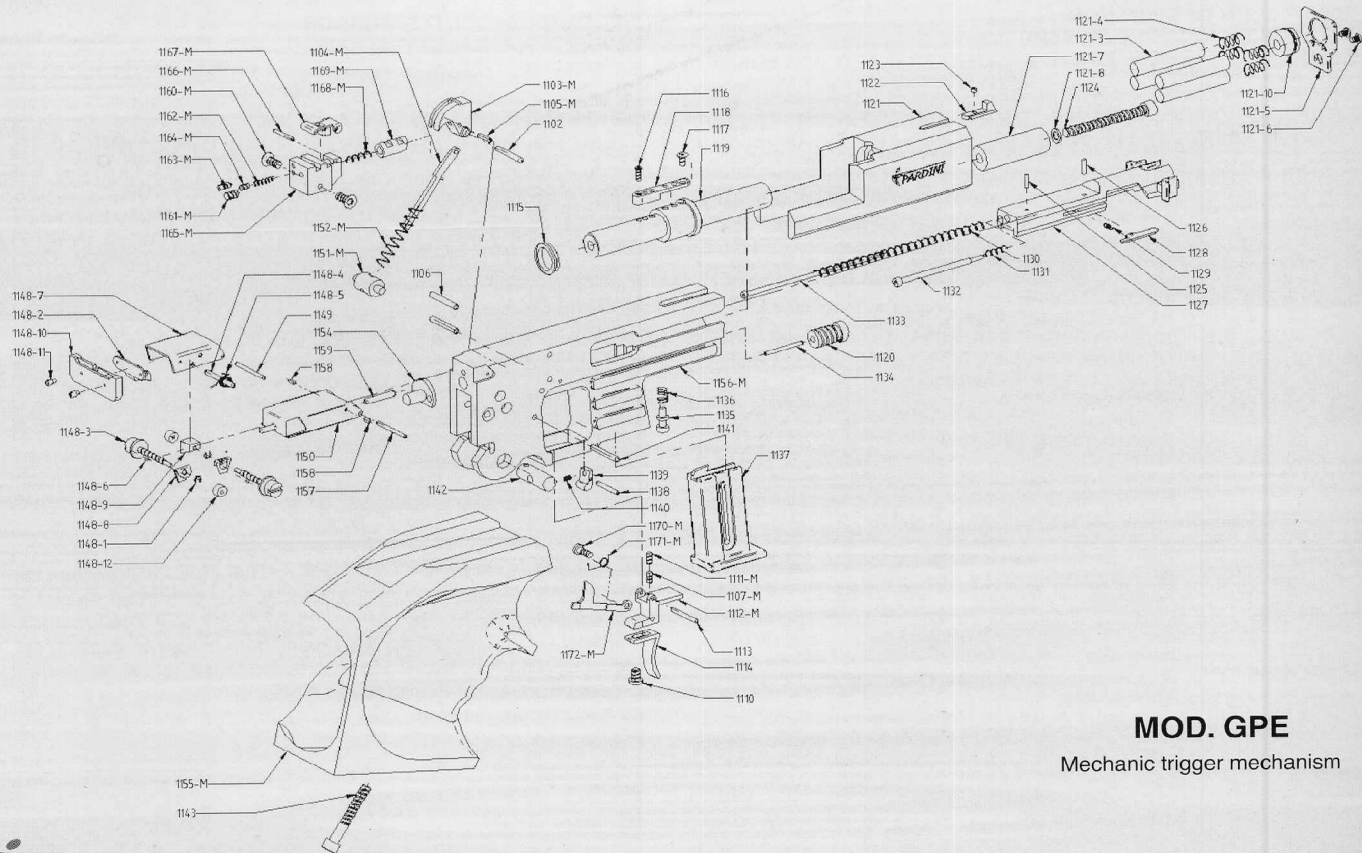 1121-4
1121-3
1121-7
1121-8
1124
1123
1122
1121
1121-10
1121-5
1121-6
1167-M
1166-M
1160-M
1162-M
1164-M
1163-M
1161-M
1165-M
1104-M
1169-M
1168-M
1103-M
1105-M
1102
1116
1118
1117
1119
PARDINI
1115
1152-M
1151-M
1106
1126
1128
1129
1125
1127
1130
1131
1132
1133
1120
1134
1148-7
1148-2
1148-10
1148-11
1148-4
1148-5
1149
1154
1159
1158
1156-M
1136
1135
1141
1137
1148-3
1148-6
1148-9
1148-8
1148-1
1148-12
1150
1158
1157
1142
1139
1138
1140
1170-M
1171-M
1111-M
1107-M
1112-M
1113
1172-M
1114
1110
1155-M
1143
MOD. GPE
Mechanic trigger mechanism